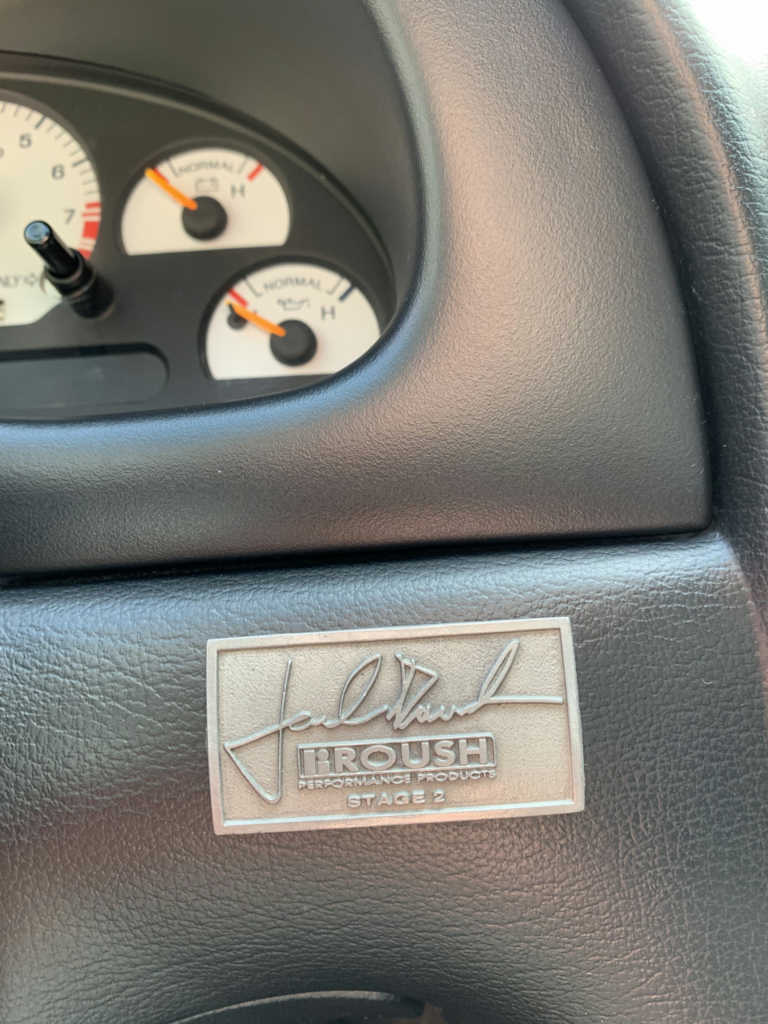 5
6
7
NORMAL
H
NORMAL
H
ROUSH
PERFORMANCE PRODUCTS
STAGE 2